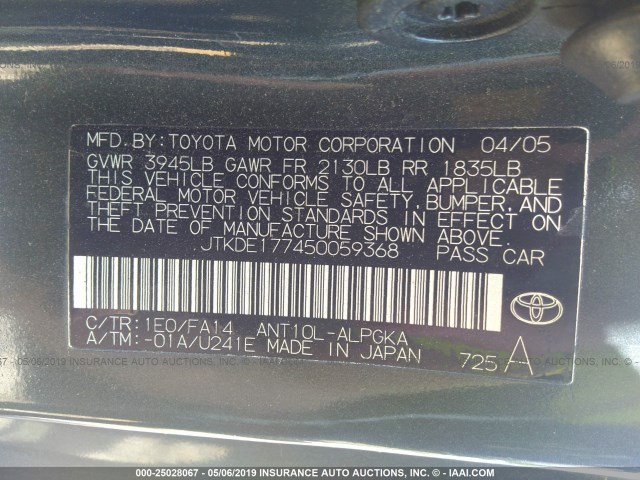 MFD. BY: TOYOTA MOTOR CORPORATION 04/05
GVWR 3945LB GAWR FR 2130LB RR 1835LB
THIS VEHICLE CONFORMS TO ALL APPLICABLE
FEDERAL MOTOR VEHICLE SAFETY, BUMPER, AND
THEFT PREVENTION STANDARDS IN EFFECT ON
THE DATE OF MANUFACTURE SHOWN ABOVE.
JTKDE177450059368 PASS CAR
C/TR: 1E0/FA14 ANT10L-ALPGKA
A/TM: -01A/U241E MADE IN JAPAN 725 A
000-25028067 - 05/06/2019 INSURANCE AUTO AUCTIONS, INC. - IAAI.COM